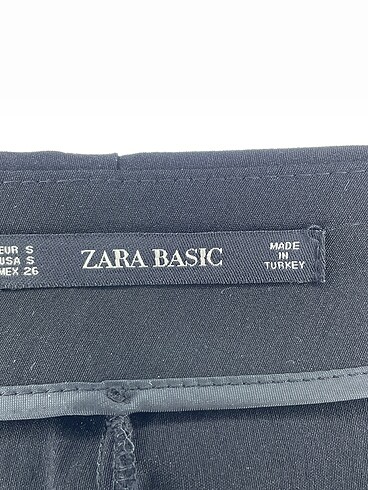 EUR S
USA S
MEX 26
ZARA BASIC
MADE
IN
TURKEY